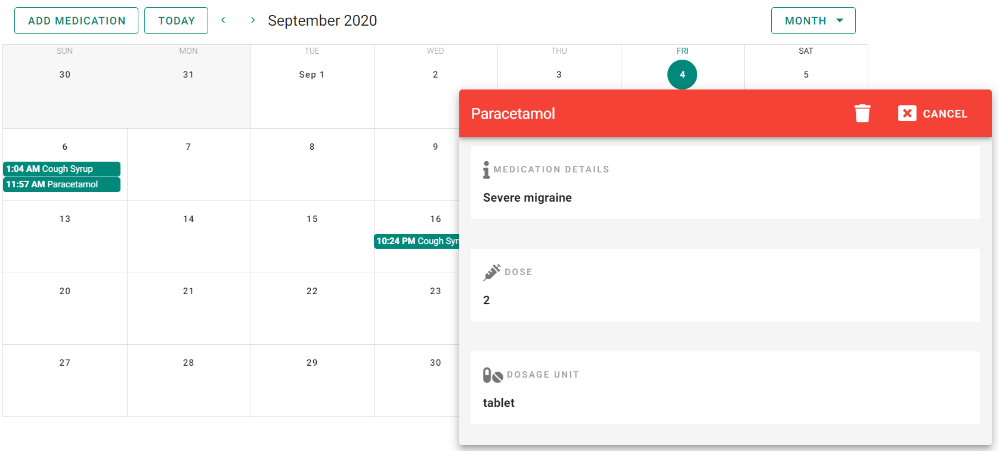 ADD MEDICATION TODAY < > September 2020 MONTH
SUN MON TUE WED THU FRI SAT
30 31 Sep 1 2 3 4 5
Paracetamol CANCEL
6 7 8 9
MEDICATION DETAILS
1:04 AM Cough Syrup
11:57 AM Paracetamol
Severe migraine
13 14 15 16
10:24 PM Cough Syr
DOSE
20 21 22 23
2
27 28 29 30
DOSAGE UNIT
tablet